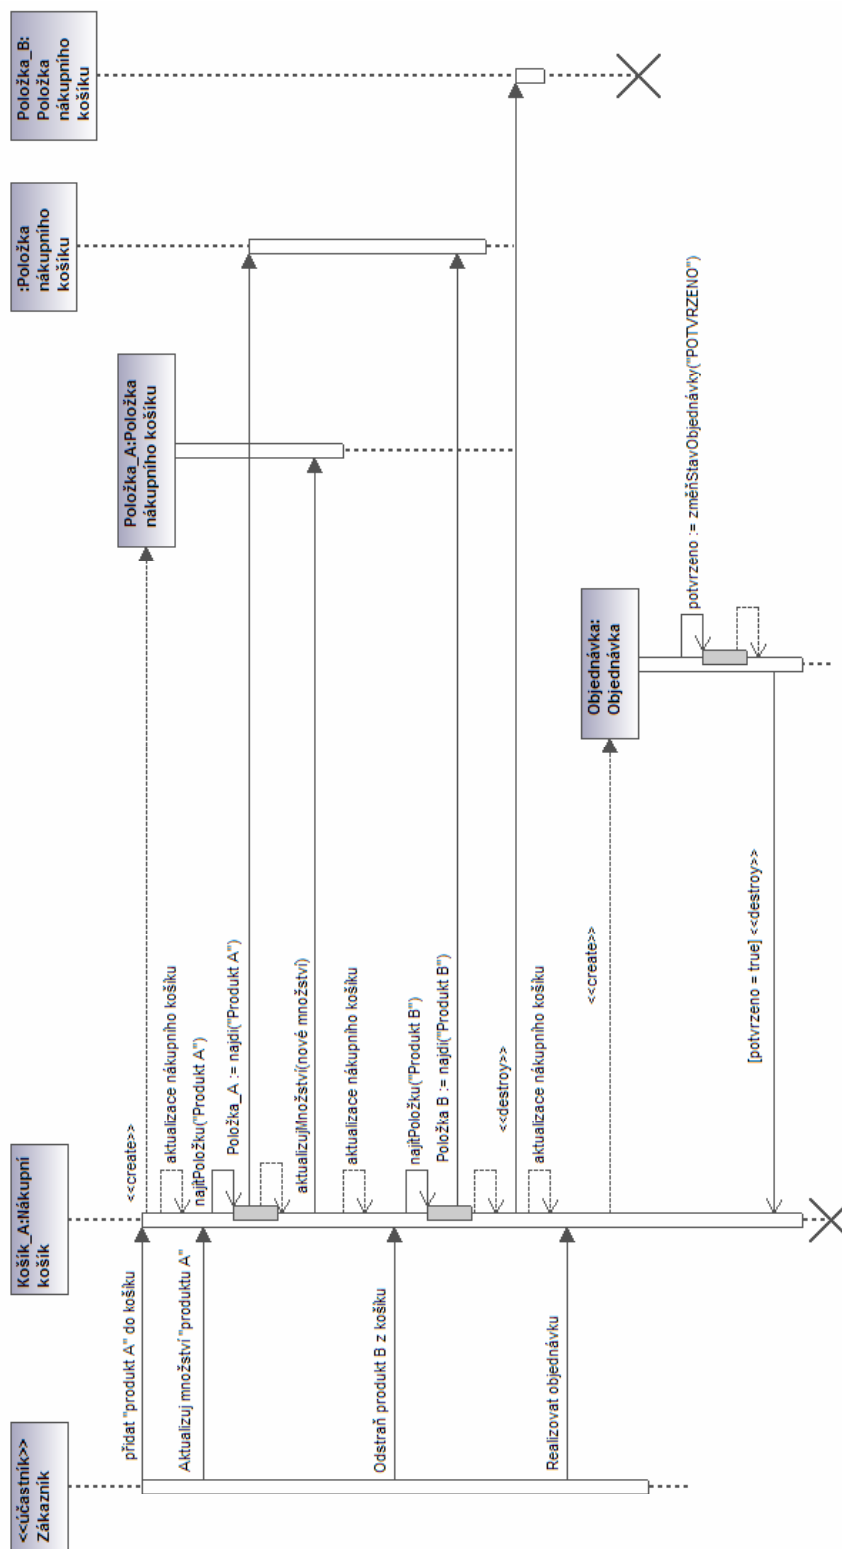 <<účastník>>
Zákazník
Košík_A:Nákupní
košík
Položka_A:Položka
nákupního košíku
:Položka
nákupního
košíku
Položka_B:
Položka
nákupního
košíku
přidat "produkt A" do košíku
<<create>>
aktualizace nákupního košíku
Aktualizuj množství "produktu A"
najítPoložku("Produkt A")
Položka_A := najdi("Produkt A")
aktualizujMnožství(nové množství)
aktualizace nákupního košíku
Odstraň produkt B z košíku
najítPoložku("Produkt B")
Položka B := najdi("Produkt B")
<<destroy>>
aktualizace nákupního košíku
Realizovat objednávku
<<create>>
Objednávka:
Objednávka
potvrzeno := změňStavObjednávky("POTVRZENO")
[potvrzeno = true] <<destroy>>